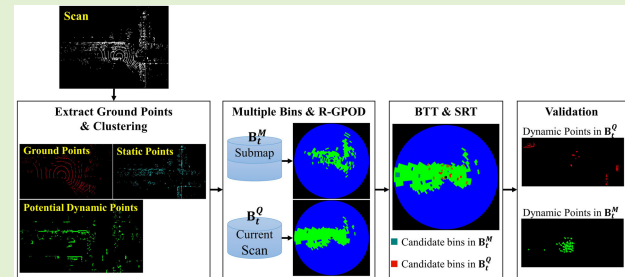 Scan
Extract Ground Points
& Clustering
Ground Points
Static Points
Potential Dynamic Points
Multiple Bins & R-GPOD
B_t^M
Submap
B_t^Q
Current
Scan
BTT & SRT
Candidate bins in B_t^M
Candidate bins in B_t^Q
Validation
Dynamic Points in B_t^Q
Dynamic Points in B_t^M